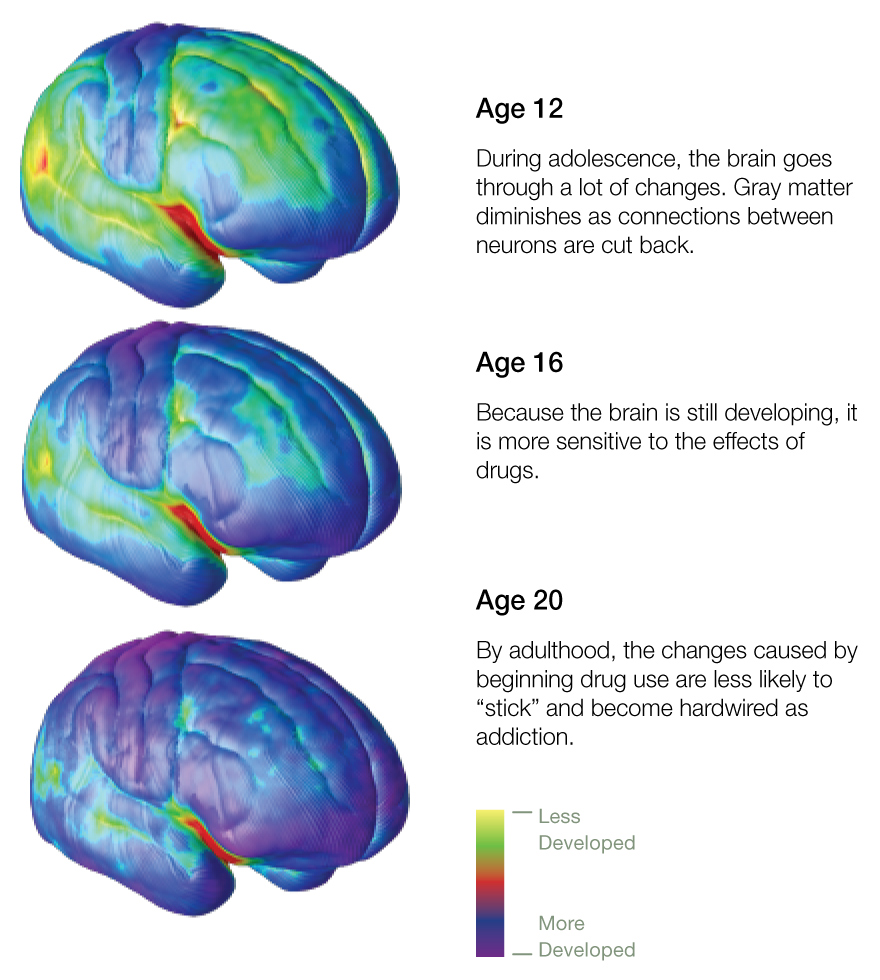 Age 12
During adolescence, the brain goes
through a lot of changes. Gray matter
diminishes as connections between
neurons are cut back.
Age 16
Because the brain is still developing, it
is more sensitive to the effects of
drugs.
Age 20
By adulthood, the changes caused by
beginning drug use are less likely to
“stick” and become hardwired as
addiction.
Less
Developed
More
Developed